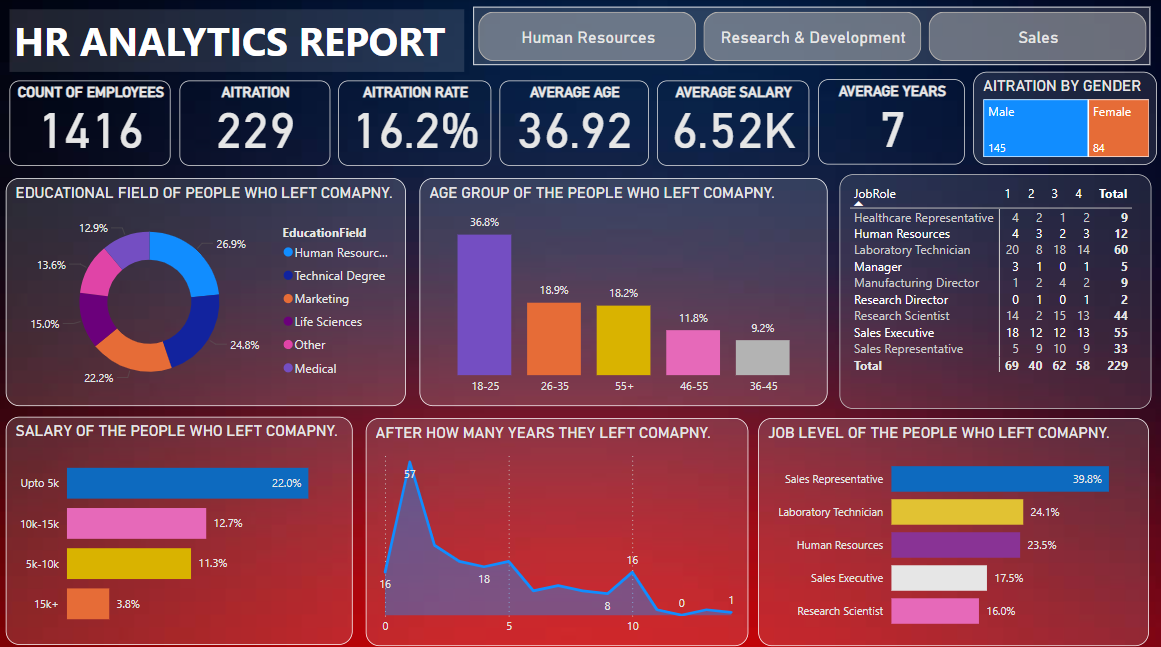 HR ANALYTICS REPORT
Human Resources
Research & Development
Sales
COUNT OF EMPLOYEES
1416
AITRATION
229
AITRATION RATE
16.2%
AVERAGE AGE
36.92
AVERAGE SALARY
6.52K
AVERAGE YEARS
7
AITRATION BY GENDER
Male
145
Female
84
EDUCATIONAL FIELD OF PEOPLE WHO LEFT COMAPNY.
12.9%
26.9%
13.6%
15.0%
24.8%
22.2%
EducationField
Human Resourc...
Technical Degree
Marketing
Life Sciences
Other
Medical
AGE GROUP OF THE PEOPLE WHO LEFT COMAPNY.
36.8%
18.9%
18.2%
11.8%
9.2%
18-25
26-35
55+
46-55
36-45
JobRole 1 2 3 4 Total
Healthcare Representative 4 2 1 2 9
Human Resources 4 3 2 3 12
Laboratory Technician 20 8 18 14 60
Manager 3 1 0 1 5
Manufacturing Director 1 2 4 2 9
Research Director 0 1 0 1 2
Research Scientist 14 2 15 13 44
Sales Executive 18 12 12 13 55
Sales Representative 5 9 10 9 33
Total 69 40 62 58 229
SALARY OF THE PEOPLE WHO LEFT COMAPNY.
Upto 5k 22.0%
10k-15k 12.7%
5k-10k 11.3%
15k+ 3.8%
AFTER HOW MANY YEARS THEY LEFT COMAPNY.
57
16
18
8
16
0
1
0
5
10
JOB LEVEL OF THE PEOPLE WHO LEFT COMAPNY.
Sales Representative 39.8%
Laboratory Technician 24.1%
Human Resources 23.5%
Sales Executive 17.5%
Research Scientist 16.0%